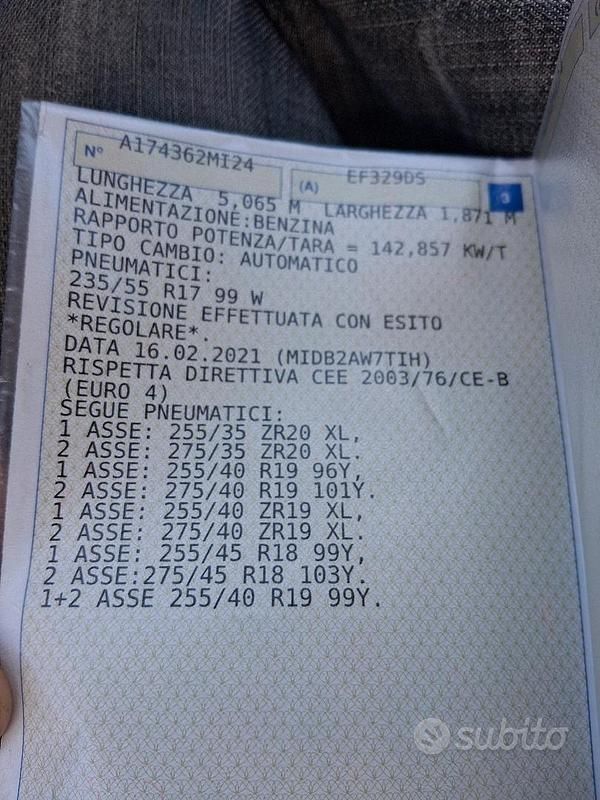 N° A174362MI24
(A) EF329DS
3
LUNGHEZZA 5,065 M LARGHEZZA 1,871 M
ALIMENTAZIONE:BENZINA
RAPPORTO POTENZA/TARA = 142,857 KW/T
TIPO CAMBIO: AUTOMATICO
PNEUMATICI:
235/55 R17 99 W
REVISIONE EFFETTUATA CON ESITO
*REGOLARE*.
DATA 16.02.2021 (MIDB2AW7TIH)
RISPETTA DIRETTIVA CEE 2003/76/CE-B
(EURO 4)
SEGUE PNEUMATICI:
1 ASSE: 255/35 ZR20 XL,
2 ASSE: 275/35 ZR20 XL.
1 ASSE: 255/40 R19 96Y,
2 ASSE: 275/40 R19 101Y.
1 ASSE: 255/40 ZR19 XL,
2 ASSE: 275/40 ZR19 XL.
1 ASSE: 255/45 R18 99Y,
2 ASSE:275/45 R18 103Y.
1+2 ASSE 255/40 R19 99Y.
subito